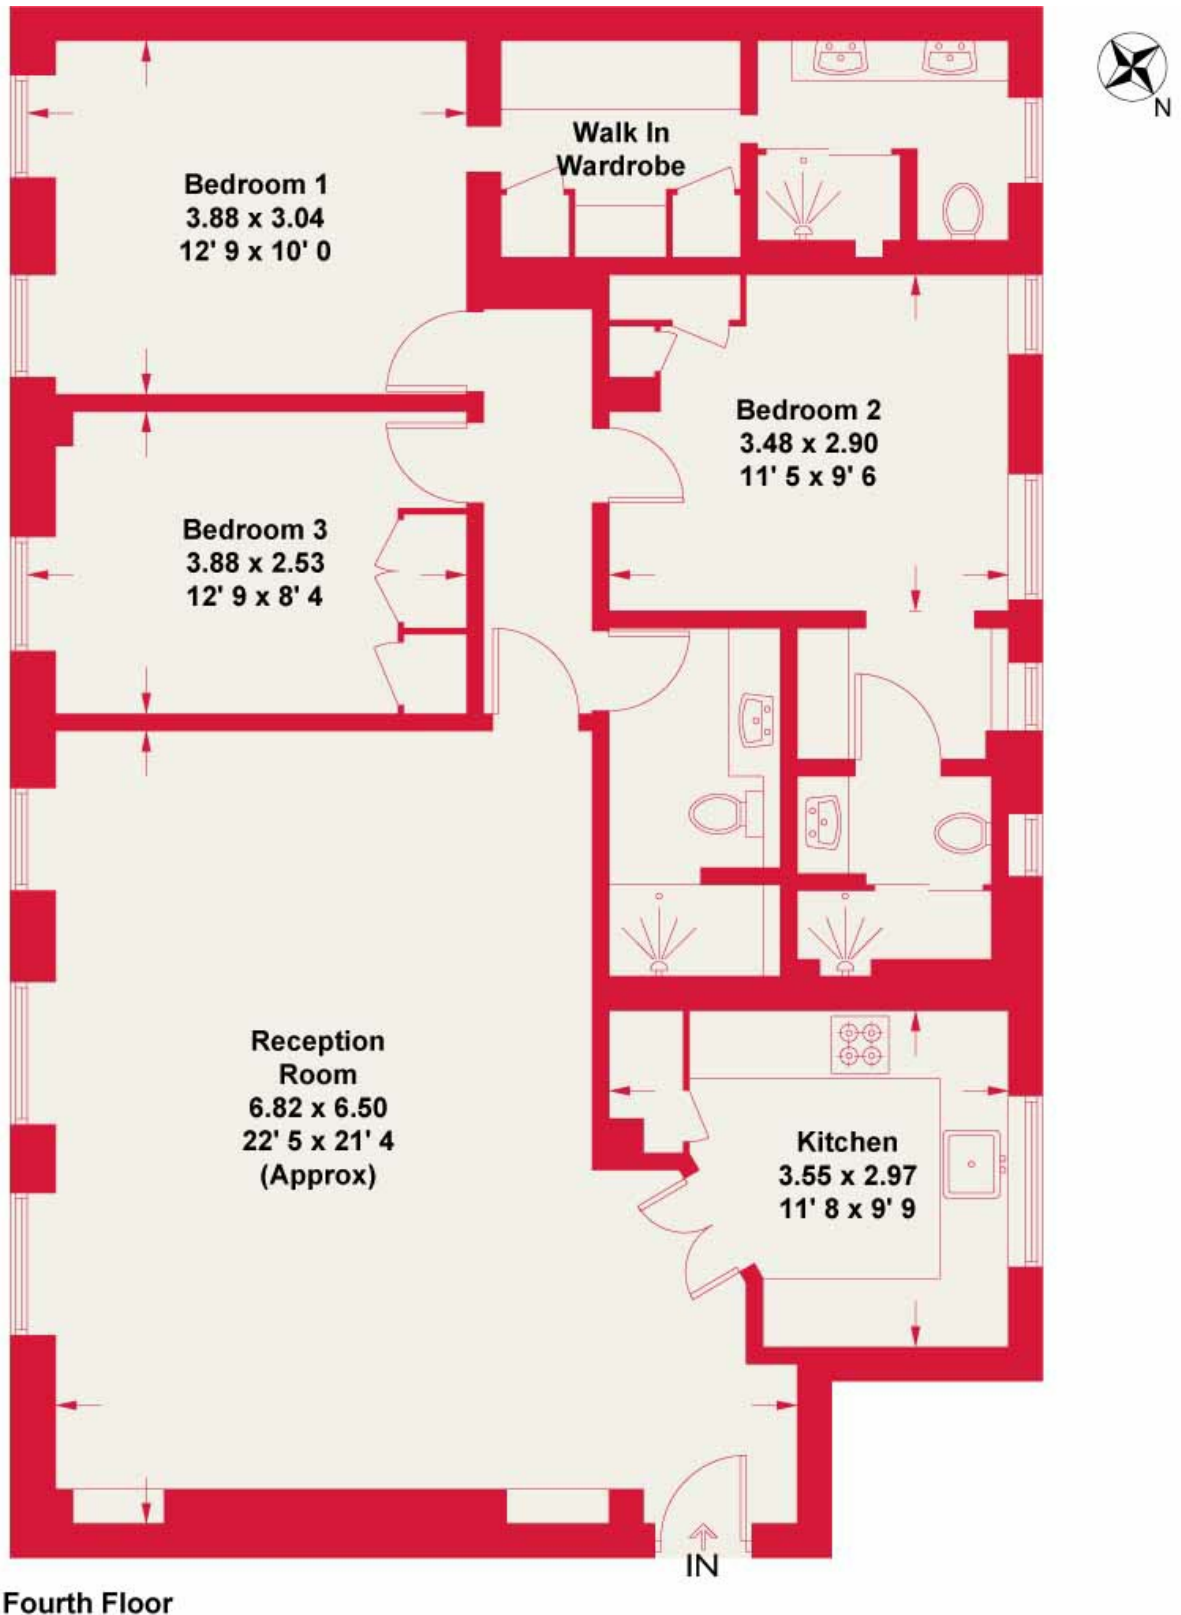 N
Walk In
Wardrobe
Bedroom 1
3.88 x 3.04
12' 9 x 10' 0
Bedroom 2
3.48 x 2.90
11' 5 x 9' 6
Bedroom 3
3.88 x 2.53
12' 9 x 8' 4
Reception
Room
6.82 x 6.50
22' 5 x 21' 4
(Approx)
Kitchen
3.55 x 2.97
11' 8 x 9' 9
IN
Fourth Floor